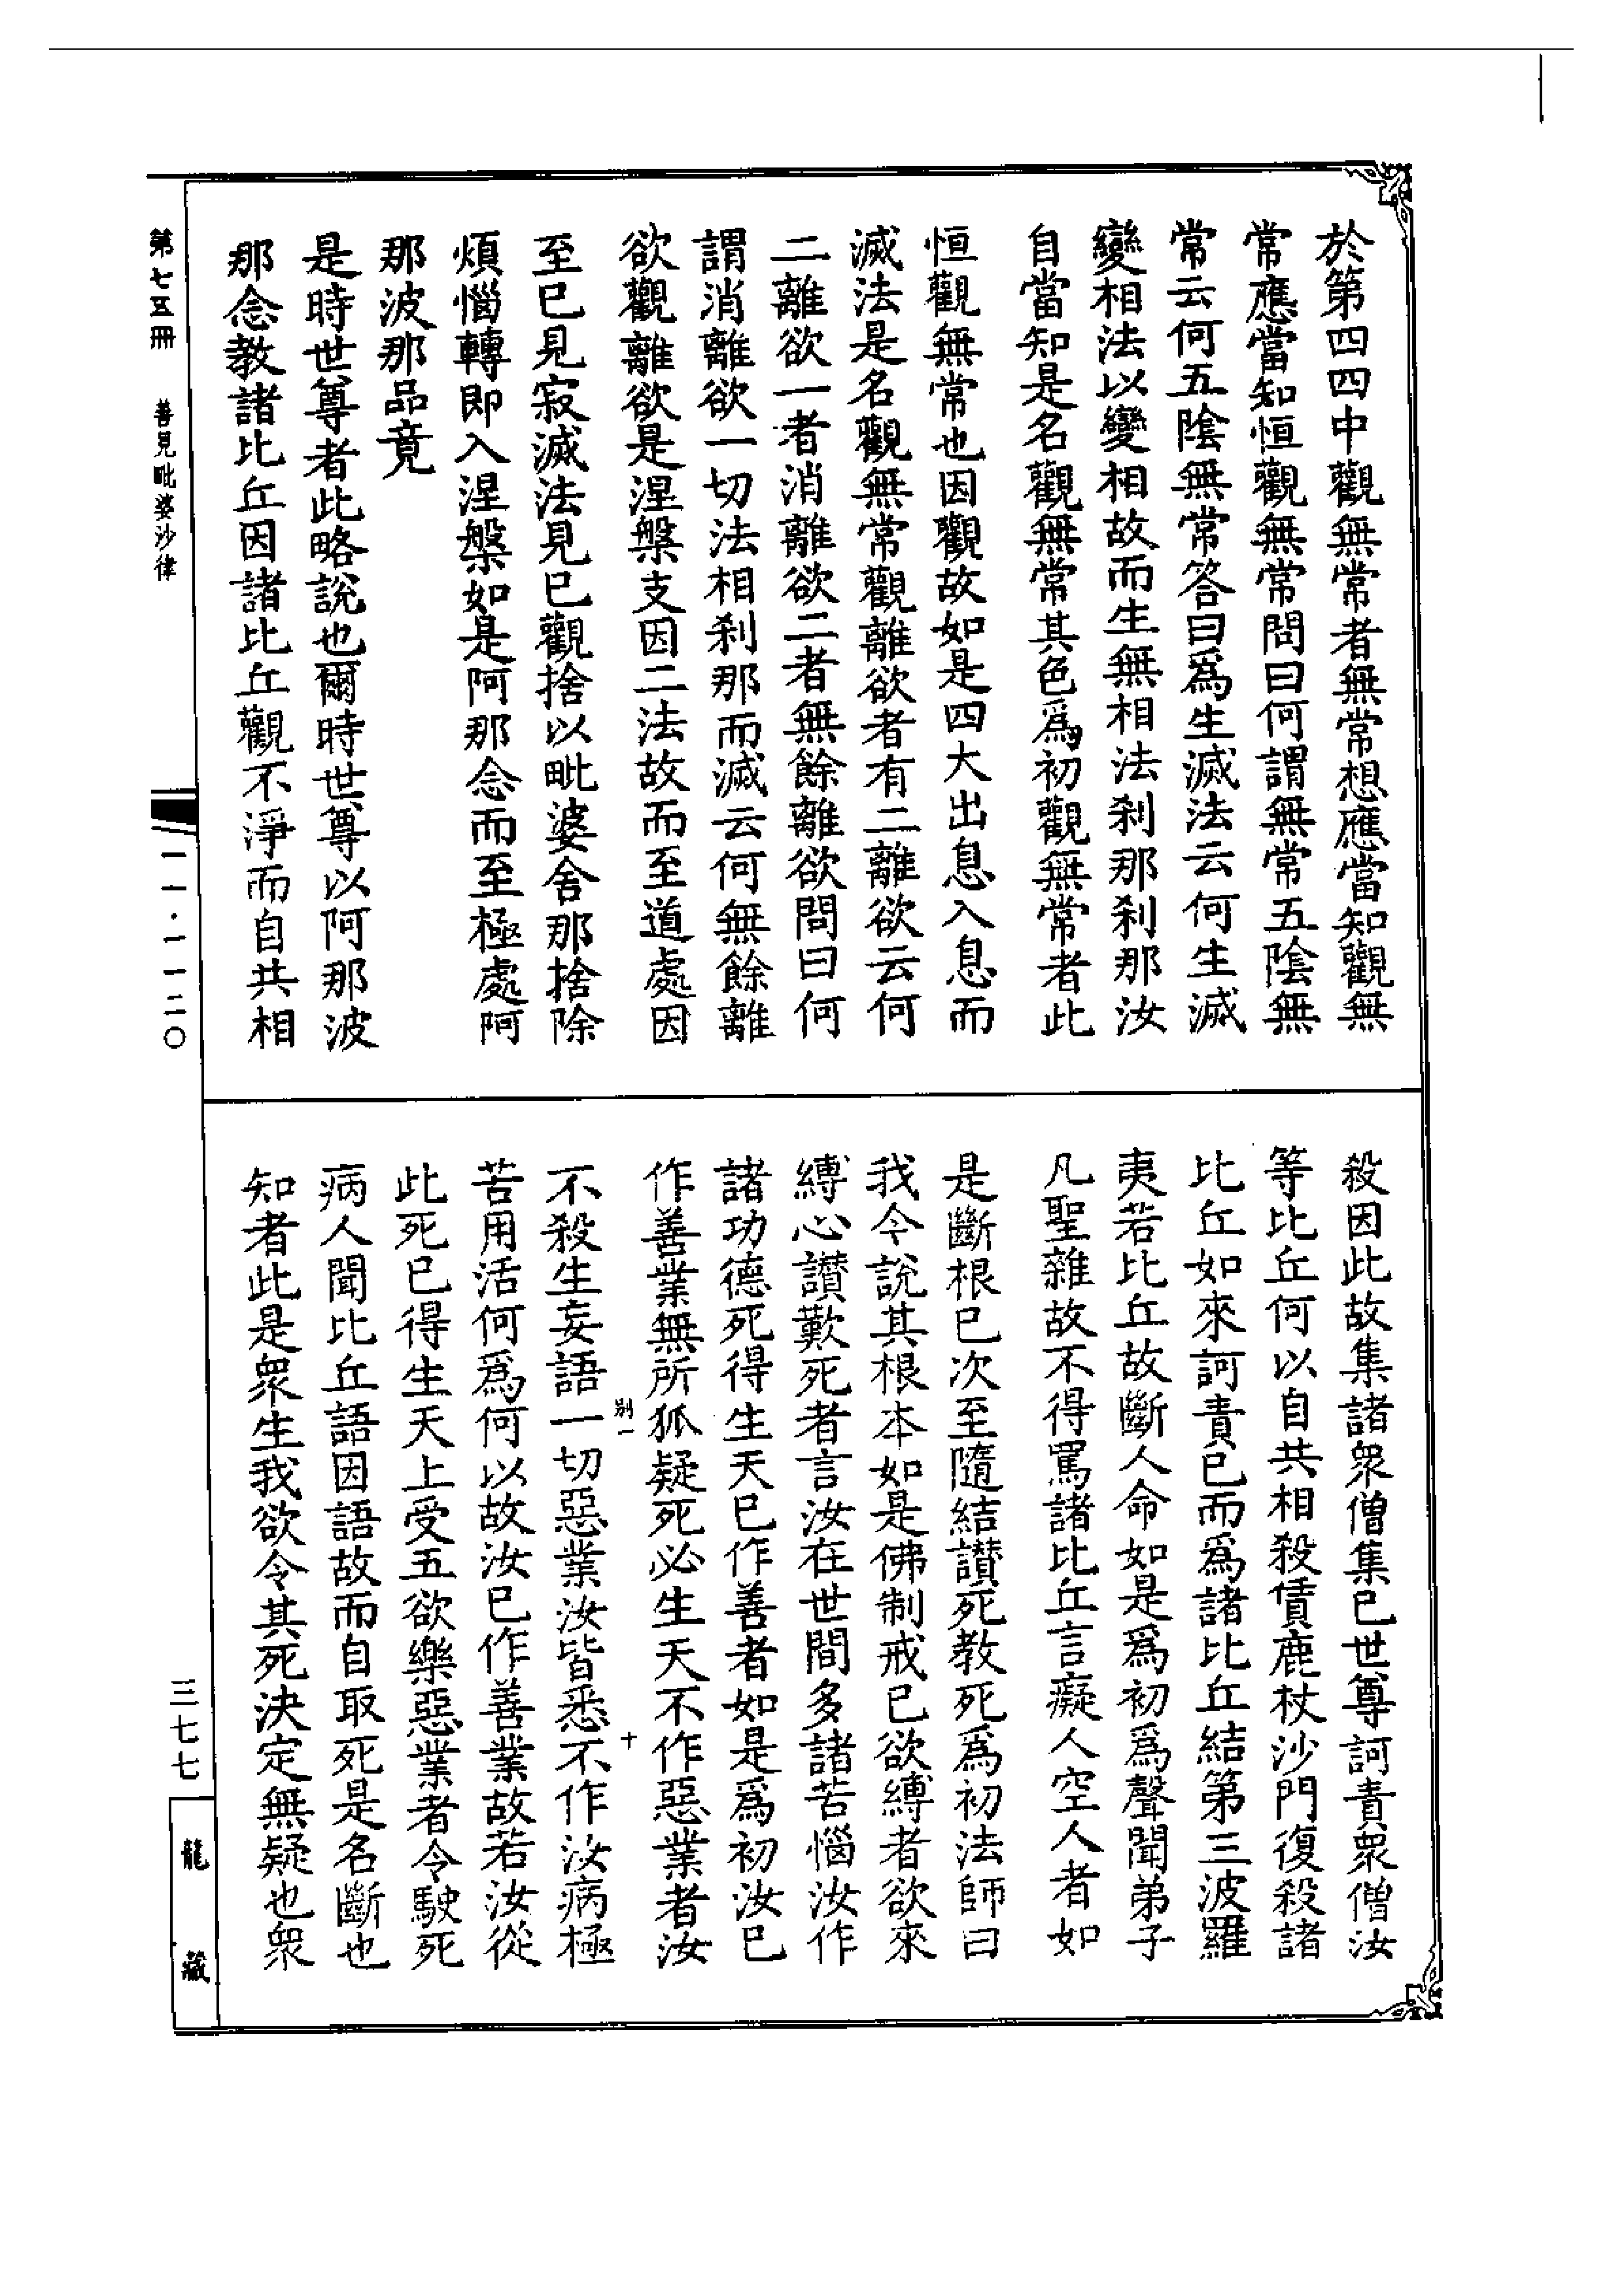 於第四四中觀無常者無常想應當知觀無
常應當知恒觀無常問曰何謂無常五陰無
常云何五陰無常答曰爲生滅法云何生滅
變相法以變相故而生無相法剎那剎那汝
自當知是名觀無常其色爲初觀無常者此
恒觀無常也因觀故如是四大出息入息而
滅法是名觀無常觀離欲者有二離欲云何
二離欲一者消離欲二者無餘離欲問曰何
謂消離欲一切法相剎那而滅云何無餘離
欲觀離欲是涅槃支因二法故而至道處因
至已見寂滅法見已觀捨以毗婆舍那捨除
煩惱轉即入涅槃如是阿那念而至極處阿
那波那品竟
是時世尊者此略說也爾時世尊以阿那波
那念教諸比丘因諸比丘觀不淨而自共相
殺因此故集諸眾僧集已世尊訶責眾僧汝
等比丘何以自共相殺賃鹿杖沙門復殺諸
比丘如來訶責已而爲諸比丘結第三波羅
夷若比丘故斷人命如是爲初爲聲聞弟子
凡聖雜故不得罵諸比丘言癡人空人者如
是斷根已次至隨結讃死教死爲初法師曰
我今說其根本如是佛制戒已欲縛者欲來
縛心讃歎死者言汝在世間多諸苦惱汝作
諸功德死得生天已作善者如是爲初汝已
作善業無所狐疑死必生天不作惡業者汝
別一
十
不殺生妄語一切惡業汝皆悉不作汝病極
苦用活何爲何以故汝已作善業故若汝從
此死已得生天上受五欲樂惡業者令駛死
病人聞比丘語因語故而自取死是名斷也
知者此是眾生我欲令其死決定無疑也眾
第七五冊
善見毗婆沙律
一一·一一二〇
三七七
龍藏